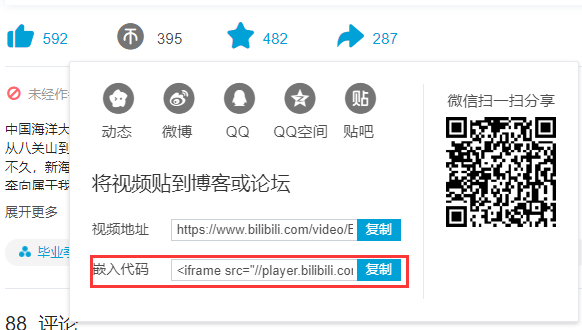 592 395 482 287
未经作
中国海洋大
从八关山到
不久，新海
奔向属于我
展开更多
毕业季
88 评论
动态 微博 QQ QQ空间 贴吧
将视频贴到博客或论坛
视频地址 https://www.bilibili.com/video/ 复制
嵌入代码 <iframe src="//player.bilibili.co 复制
微信扫一扫分享